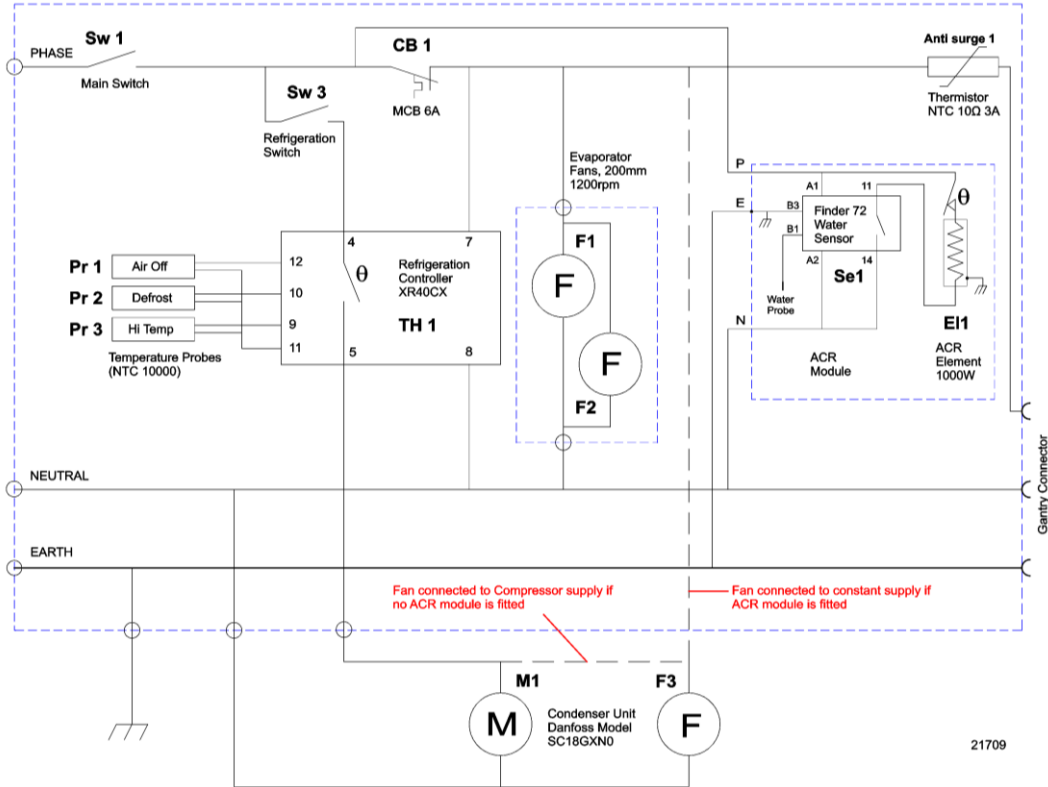 Sw 1
PHASE
Main Switch
CB 1
MCB 6A
Sw 3
Refrigeration
Switch
Anti surge 1
Thermistor
NTC 10Ω 3A
Evaporator
Fans, 200mm
1200rpm
F1
F
F
F2
Pr 1
Air Off
Pr 2
Defrost
Pr 3
Hi Temp
Temperature Probes
(NTC 10000)
12
10
9
11
4
7
θ
Refrigeration
Controller
XR40CX
TH 1
5
8
P
E
N
A1
11
B3
B1
Finder 72
Water
Sensor
A2
14
Se1
Water
Probe
θ
El1
ACR
Module
ACR
Element
1000W
Gantry Connector
NEUTRAL
EARTH
Fan connected to Compressor supply if
no ACR module is fitted
Fan connected to constant supply if
ACR module is fitted
M1
M
Condenser Unit
Danfoss Model
SC18GXN0
F3
F
21709